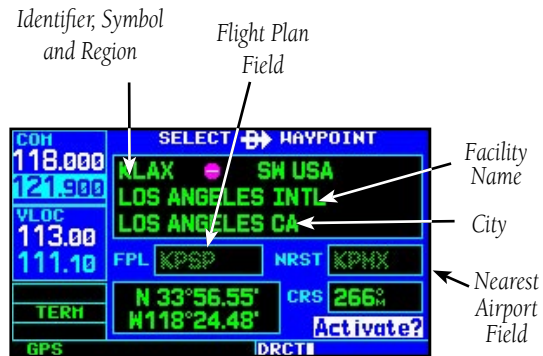 Identifier, Symbol
and Region
Flight Plan
Field
COM
118.000
121.900
VLOC
113.00
111.10
TERM
GPS
SELECT D WAYPOINT
KLAX SW USA
LOS ANGELES INTL
LOS ANGELES CA
FPL KPSP NRST KPHX
N 33°56.55'
W118°24.48'
CRS 266°M
Activate?
DRCT
Facility
Name
City
Nearest
Airport
Field